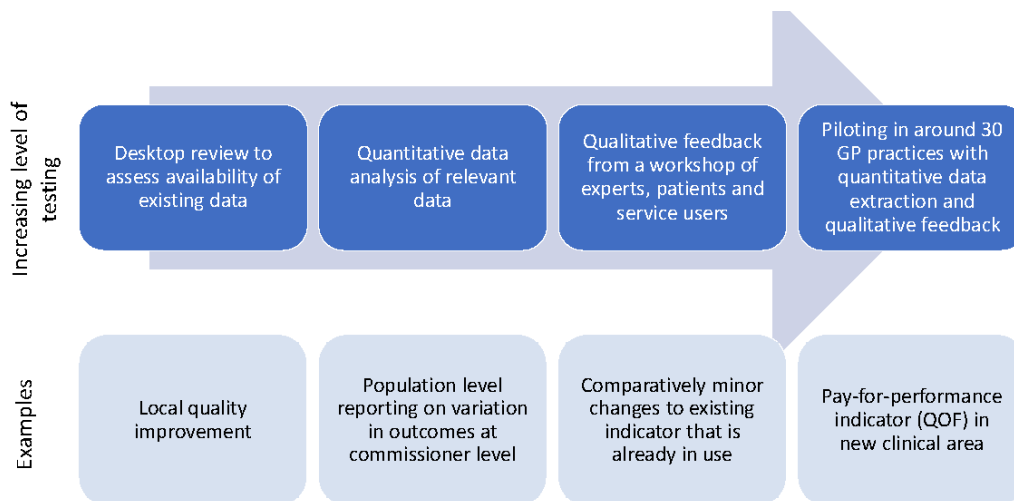 Increasing level of
testing
Desktop review to
assess availability of
existing data
Quantitative data
analysis of relevant
data
Qualitative feedback
from a workshop of
experts, patients and
service users
Piloting in around 30
GP practices with
quantitative data
extraction and
qualitative feedback
Examples
Local quality
improvement
Population level
reporting on variation
in outcomes at
commissioner level
Comparatively minor
changes to existing
indicator that is
already in use
Pay-for-performance
indicator (QOF) in
new clinical area